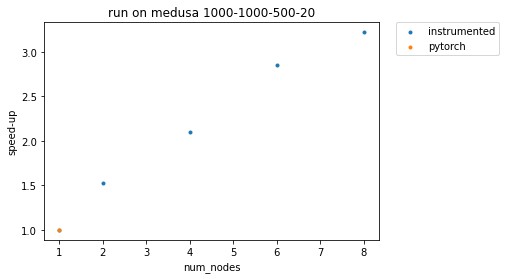 run on medusa 1000-1000-500-20
instrumented
pytorch
speed-up
3.0
2.5
2.0
1.5
1.0
1 2 3 4 5 6 7 8
num_nodes